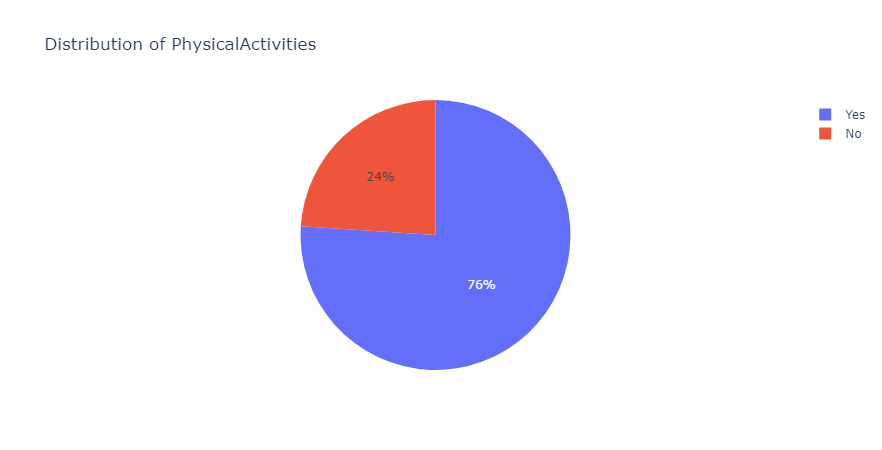 Distribution of PhysicalActivities
Yes
No
24%
76%